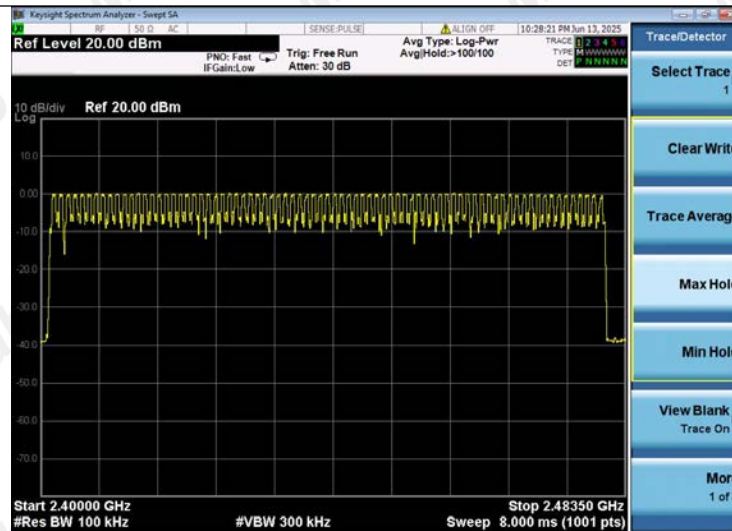 Keysight Spectrum Analyzer - Swept SA
RF 50 Ω AC SENSE:PULSE ALIGN OFF 10:28:21 PM Jun 13, 2025
Ref Level 20.00 dBm
PNO: Fast
IFGain:Low
Trig: Free Run
Atten: 30 dB
Avg Type: Log-Pwr
Avg|Hold:>100/100
TRACE 1 2 3 4 5 6
TYPE M W W W W W
DET P N N N N N
10 dB/div Ref 20.00 dBm
Log
10.0
0.00
-10.0
-20.0
-30.0
-40.0
-50.0
-60.0
-70.0
Start 2.40000 GHz Stop 2.48350 GHz
#Res BW 100 kHz #VBW 300 kHz Sweep 8.000 ms (1001 pts)
Trace/Detector
Select Trace
1
Clear Write
Trace Averag
Max Hold
Min Hold
View Blank
Trace On
More
1 of